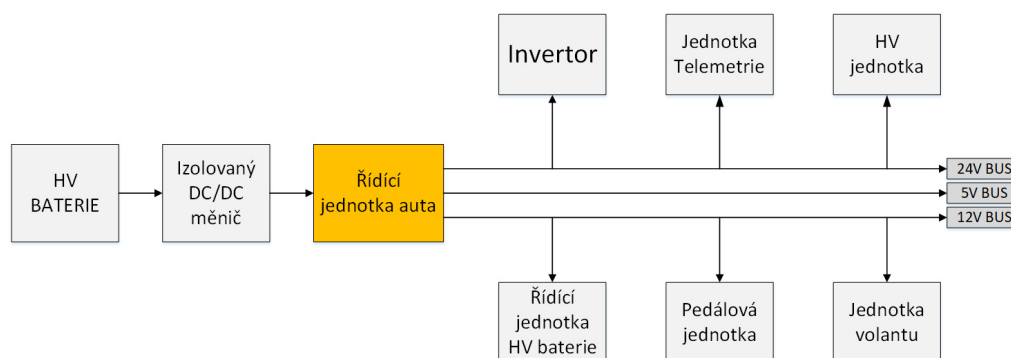 Invertor
Jednotka
Telemetrie
HV
jednotka
HV
BATERIE
Izolovaný
DC/DC
měnič
Řídící
jednotka auta
24V BUS
5V BUS
12V BUS
Řídící
jednotka
HV baterie
Pedálová
jednotka
Jednotka
volantu